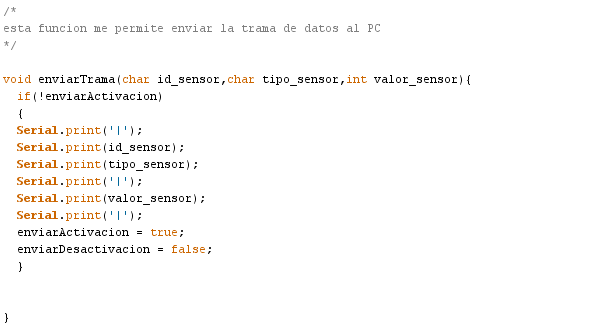 /*
esta funcion me permite enviar la trama de datos al PC
*/
void enviarTrama(char id_sensor,char tipo_sensor,int valor_sensor){
if(!enviarActivacion)
{
Serial.print('|');
Serial.print(id_sensor);
Serial.print(tipo_sensor);
Serial.print('|');
Serial.print(valor_sensor);
Serial.print('|');
enviarActivacion = true;
enviarDesactivacion = false;
}
}